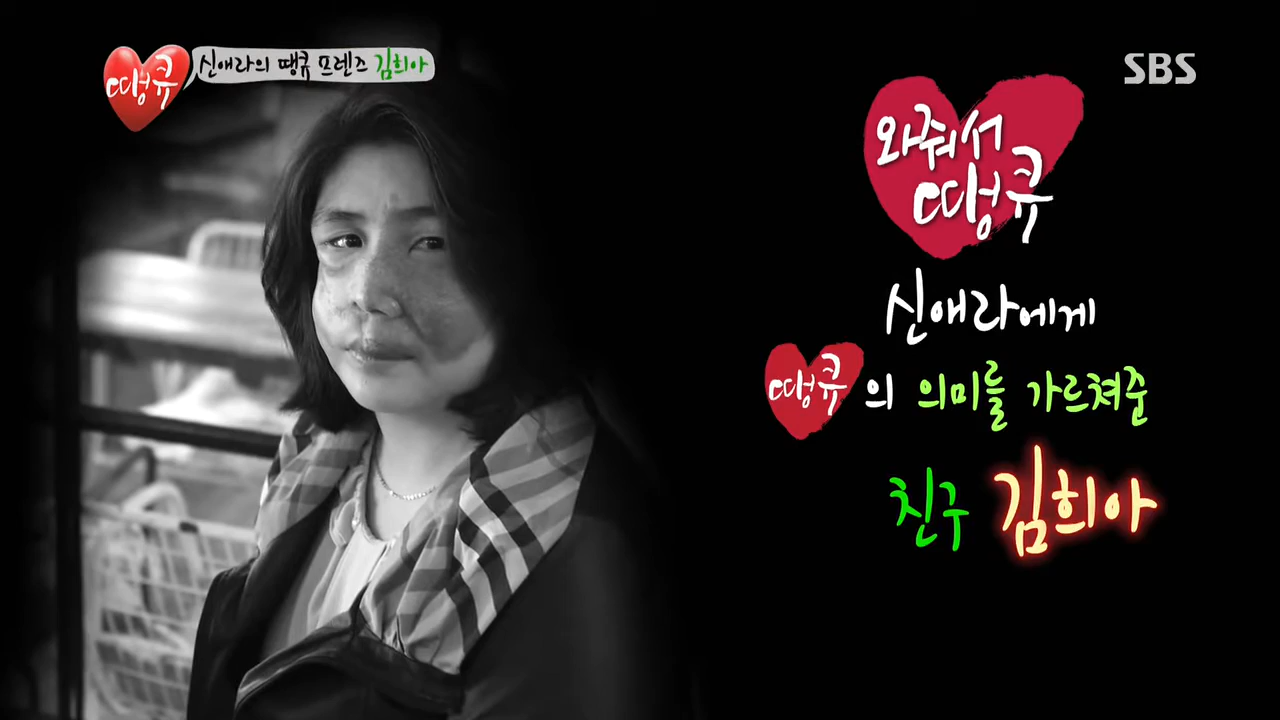 땡큐
신애라의 땡큐 프렌즈 김희아
SBS
와줘서
땡큐
신애라에게
땡큐의 의미를 가르쳐준
친구 김희아